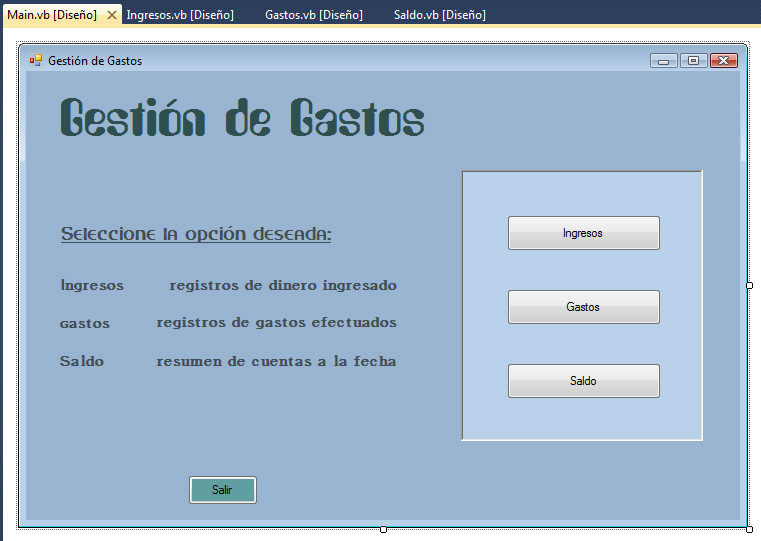 Main.vb [Diseño] Ingresos.vb [Diseño] Gastos.vb [Diseño] Saldo.vb [Diseño]
Gestión de Gastos
Gestión de Gastos
Seleccione la opción deseada:
Ingresos registros de dinero ingresado
gastos registros de gastos efectuados
Saldo resumen de cuentas a la fecha
Ingresos
Gastos
Saldo
Salir